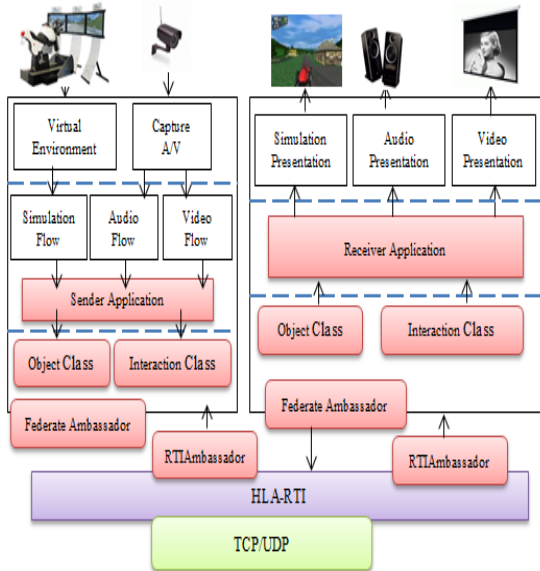 Virtual
Environment
Capture
A/V
Simulation
Flow
Audio
Flow
Video
Flow
Sender Application
Object Class
Interaction Class
Federate Ambassador
RTIAmbassador
Simulation
Presentation
Audio
Presentation
Video
Presentation
Receiver Application
Object Class
Interaction Class
Federate Ambassador
RTIAmbassador
HLA-RTI
TCP/UDP